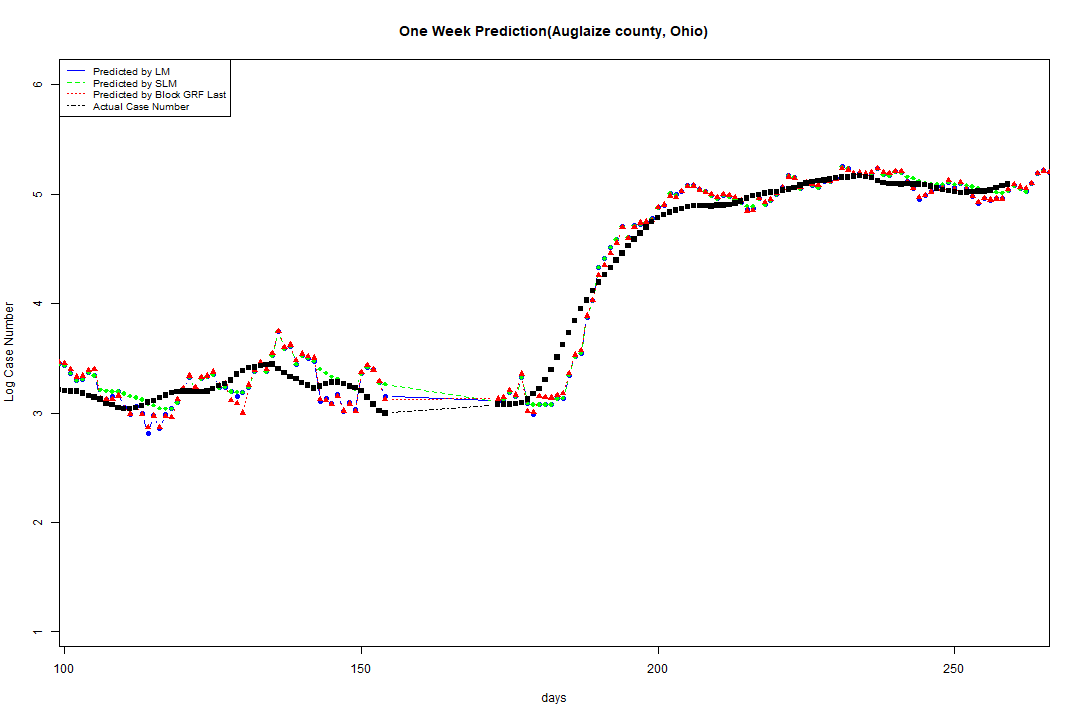 One Week Prediction(Auglaize county, Ohio)
Predicted by LM
Predicted by SLM
Predicted by Block GRF Last
Actual Case Number
6
5
4
3
2
1
Log Case Number
100 150 200 250
days